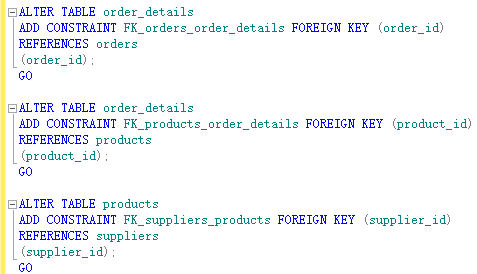 ALTER TABLE order_details
ADD CONSTRAINT FK_orders_order_details FOREIGN KEY (order_id)
REFERENCES orders
(order_id);
GO
ALTER TABLE order_details
ADD CONSTRAINT FK_products_order_details FOREIGN KEY (product_id)
REFERENCES products
(product_id);
GO
ALTER TABLE products
ADD CONSTRAINT FK_suppliers_products FOREIGN KEY (supplier_id)
REFERENCES suppliers
(supplier_id);
GO